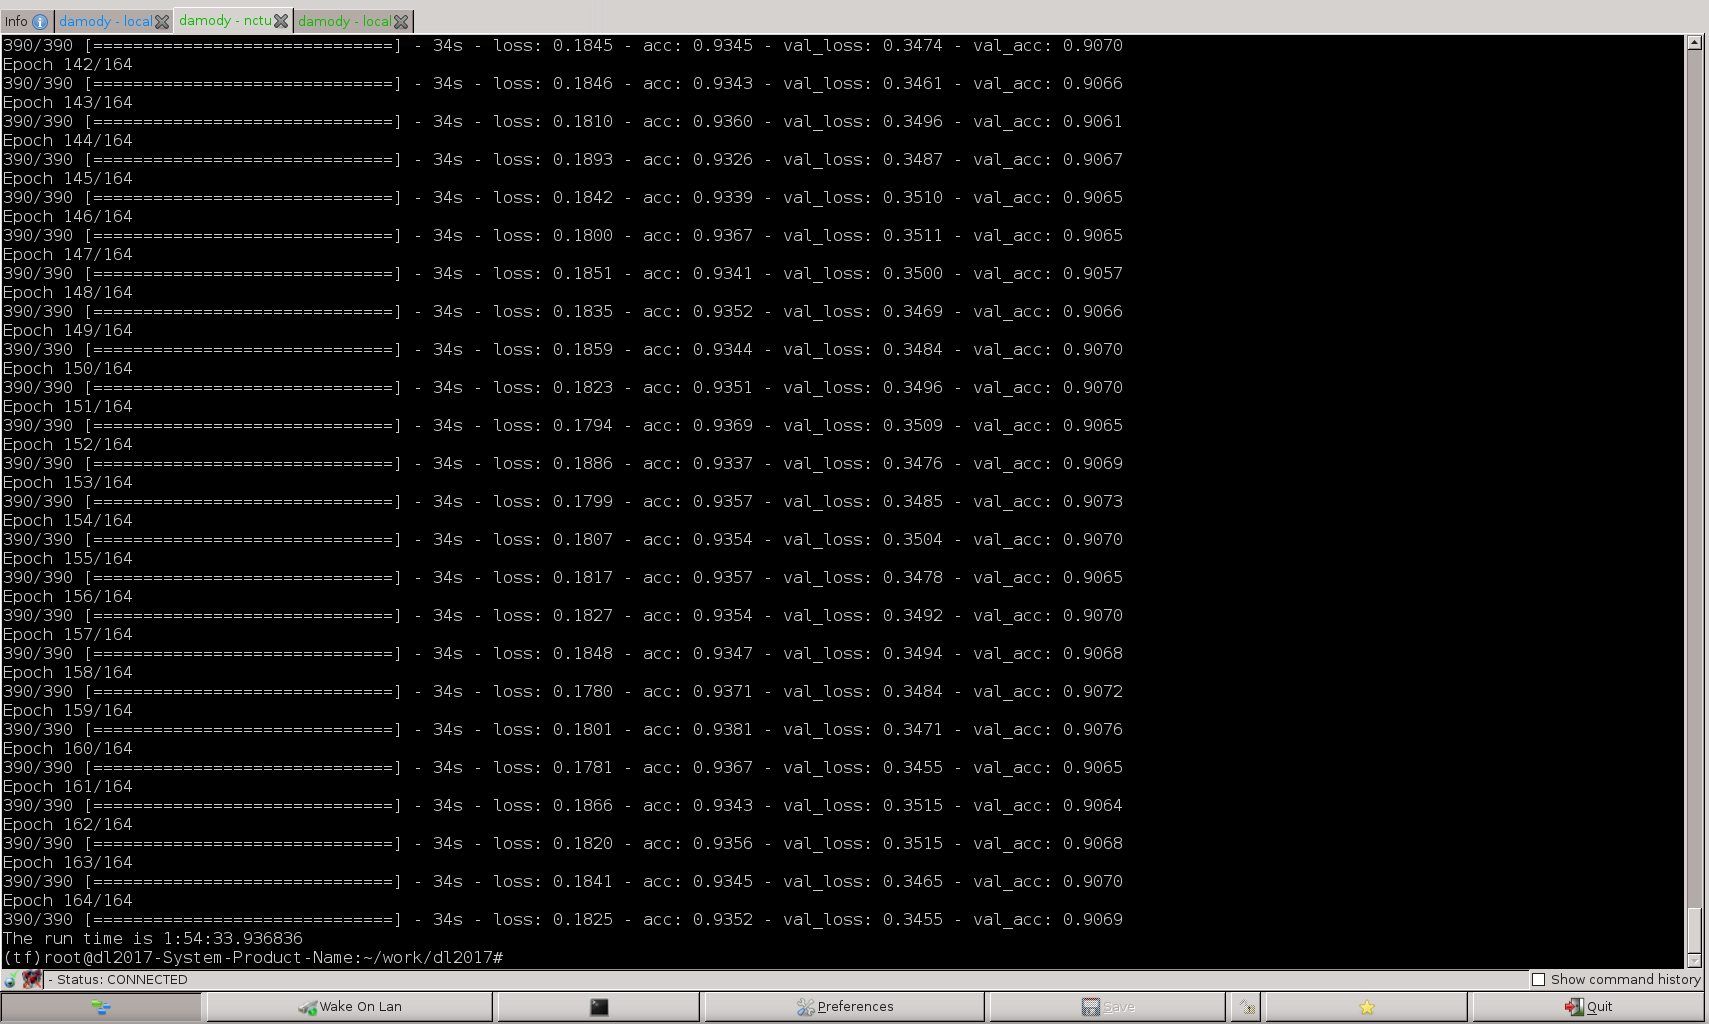 Info damody - local damody - nctu damody - local
390/390 [==============================] - 34s - loss: 0.1845 - acc: 0.9345 - val_loss: 0.3474 - val_acc: 0.9070
Epoch 142/164
390/390 [==============================] - 34s - loss: 0.1846 - acc: 0.9343 - val_loss: 0.3461 - val_acc: 0.9066
Epoch 143/164
390/390 [==============================] - 34s - loss: 0.1810 - acc: 0.9360 - val_loss: 0.3496 - val_acc: 0.9061
Epoch 144/164
390/390 [==============================] - 34s - loss: 0.1893 - acc: 0.9326 - val_loss: 0.3487 - val_acc: 0.9067
Epoch 145/164
390/390 [==============================] - 34s - loss: 0.1842 - acc: 0.9339 - val_loss: 0.3510 - val_acc: 0.9065
Epoch 146/164
390/390 [==============================] - 34s - loss: 0.1800 - acc: 0.9367 - val_loss: 0.3511 - val_acc: 0.9065
Epoch 147/164
390/390 [==============================] - 34s - loss: 0.1851 - acc: 0.9341 - val_loss: 0.3500 - val_acc: 0.9057
Epoch 148/164
390/390 [==============================] - 34s - loss: 0.1835 - acc: 0.9352 - val_loss: 0.3469 - val_acc: 0.9066
Epoch 149/164
390/390 [==============================] - 34s - loss: 0.1859 - acc: 0.9344 - val_loss: 0.3484 - val_acc: 0.9070
Epoch 150/164
390/390 [==============================] - 34s - loss: 0.1823 - acc: 0.9351 - val_loss: 0.3496 - val_acc: 0.9070
Epoch 151/164
390/390 [==============================] - 34s - loss: 0.1794 - acc: 0.9369 - val_loss: 0.3509 - val_acc: 0.9065
Epoch 152/164
390/390 [==============================] - 34s - loss: 0.1886 - acc: 0.9337 - val_loss: 0.3476 - val_acc: 0.9069
Epoch 153/164
390/390 [==============================] - 34s - loss: 0.1799 - acc: 0.9357 - val_loss: 0.3485 - val_acc: 0.9073
Epoch 154/164
390/390 [==============================] - 34s - loss: 0.1807 - acc: 0.9354 - val_loss: 0.3504 - val_acc: 0.9070
Epoch 155/164
390/390 [==============================] - 34s - loss: 0.1817 - acc: 0.9357 - val_loss: 0.3478 - val_acc: 0.9065
Epoch 156/164
390/390 [==============================] - 34s - loss: 0.1827 - acc: 0.9354 - val_loss: 0.3492 - val_acc: 0.9070
Epoch 157/164
390/390 [==============================] - 34s - loss: 0.1848 - acc: 0.9347 - val_loss: 0.3494 - val_acc: 0.9068
Epoch 158/164
390/390 [==============================] - 34s - loss: 0.1780 - acc: 0.9371 - val_loss: 0.3484 - val_acc: 0.9072
Epoch 159/164
390/390 [==============================] - 34s - loss: 0.1801 - acc: 0.9381 - val_loss: 0.3471 - val_acc: 0.9076
Epoch 160/164
390/390 [==============================] - 34s - loss: 0.1781 - acc: 0.9367 - val_loss: 0.3455 - val_acc: 0.9065
Epoch 161/164
390/390 [==============================] - 34s - loss: 0.1866 - acc: 0.9343 - val_loss: 0.3515 - val_acc: 0.9064
Epoch 162/164
390/390 [==============================] - 34s - loss: 0.1820 - acc: 0.9356 - val_loss: 0.3515 - val_acc: 0.9068
Epoch 163/164
390/390 [==============================] - 34s - loss: 0.1841 - acc: 0.9345 - val_loss: 0.3465 - val_acc: 0.9070
Epoch 164/164
390/390 [==============================] - 34s - loss: 0.1825 - acc: 0.9352 - val_loss: 0.3455 - val_acc: 0.9069
The run time is 1:54:33.936836
(tf)root@dl2017-System-Product-Name:~/work/dl2017#
- Status: CONNECTED Show command history
Wake On Lan Preferences Save Quit